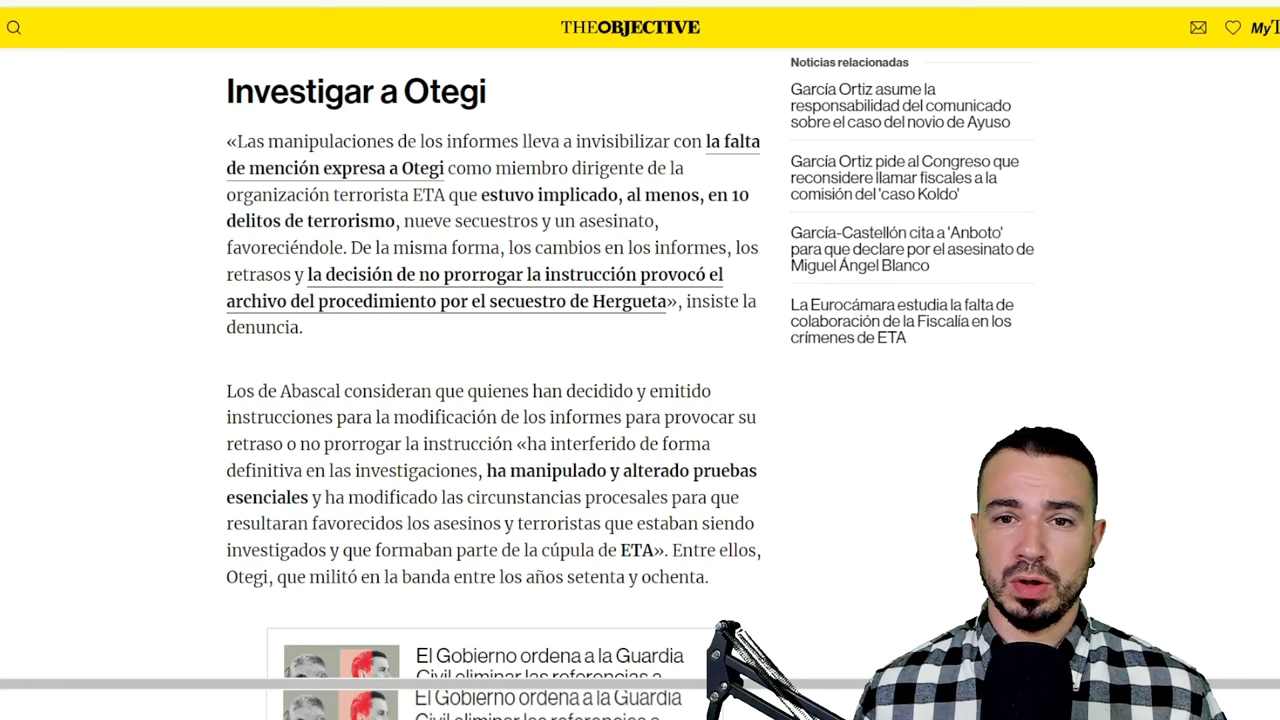 THE OBJECTIVE
My
Investigar a Otegi
«Las manipulaciones de los informes lleva a invisibilizar con la falta
de mención expresa a Otegi como miembro dirigente de la
organización terrorista ETA que estuvo implicado, al menos, en 10
delitos de terrorismo, nueve secuestros y un asesinato,
favoreciéndole. De la misma forma, los cambios en los informes, los
retrasos y la decisión de no prorrogar la instrucción provocó el
archivo del procedimiento por el secuestro de Hergueta», insiste la
denuncia.
Los de Abascal consideran que quienes han decidido y emitido
instrucciones para la modificación de los informes para provocar su
retraso o no prorrogar la instrucción «ha interferido de forma
definitiva en las investigaciones, ha manipulado y alterado pruebas
esenciales y ha modificado las circunstancias procesales para que
resultaran favorecidos los asesinos y terroristas que estaban siendo
investigados y que formaban parte de la cúpula de ETA». Entre ellos,
Otegi, que militó en la banda entre los años setenta y ochenta.
El Gobierno ordena a la Guardia
Civil eliminar las referencias a
El Gobierno ordena a la Guardia
Civil eliminar las referencias a
Noticias relacionadas
García Ortiz asume la
responsabilidad del comunicado
sobre el caso del novio de Ayuso
García Ortiz pide al Congreso que
reconsidere llamar fiscales a la
comisión del 'caso Koldo'
García-Castellón cita a 'Anboto'
para que declare por el asesinato de
Miguel Ángel Blanco
La Eurocámara estudia la falta de
colaboración de la Fiscalía en los
crímenes de ETA